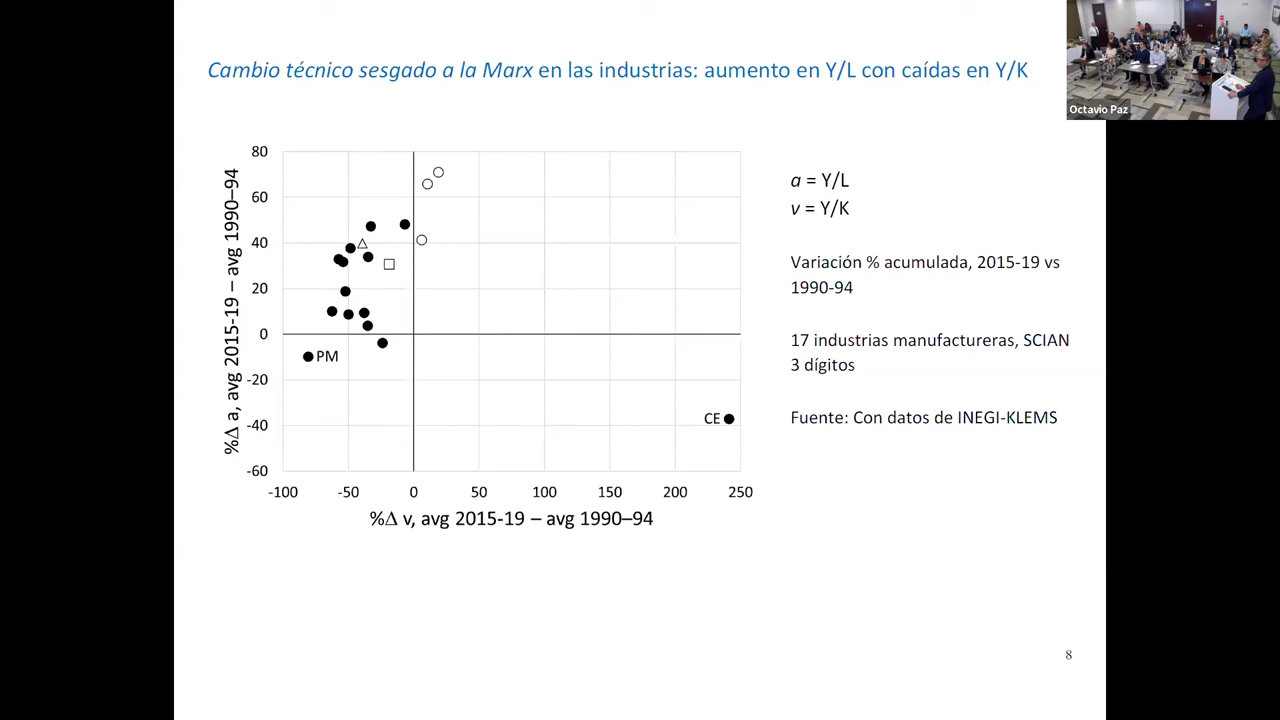 Cambio técnico sesgado a la Marx en las industrias: aumento en Y/L con caídas en Y/K
Octavio Paz
%Δ a, avg 2015-19 – avg 1990–94
80
60
40
20
0
-20
-40
-60
PM
CE
-100
-50
0
50
100
150
200
250
%Δ v, avg 2015-19 – avg 1990–94
a = Y/L
v = Y/K
Variación % acumulada, 2015-19 vs
1990-94
17 industrias manufactureras, SCIAN
3 dígitos
Fuente: Con datos de INEGI-KLEMS
8